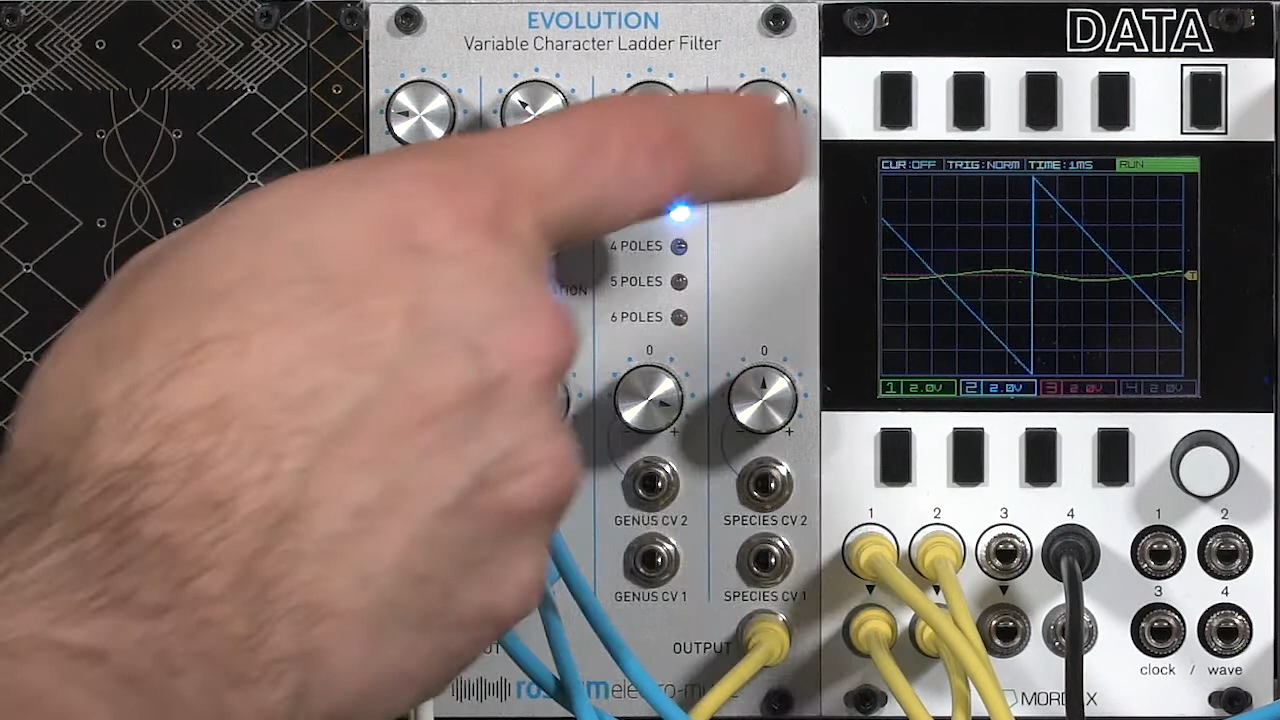 EVOLUTION
Variable Character Ladder Filter
DATA
CUR:OFF TRIG:NORM TIME:1MS RUN
4 POLES
5 POLES
6 POLES
1 2.0V 2 2.0V 3 2.0V 4 2.0V
0 0
- + - +
GENUS CV 2 SPECIES CV 2
GENUS CV 1 SPECIES CV 1
OUTPUT
1 2 3 4 1 2
3 4
clock / wave